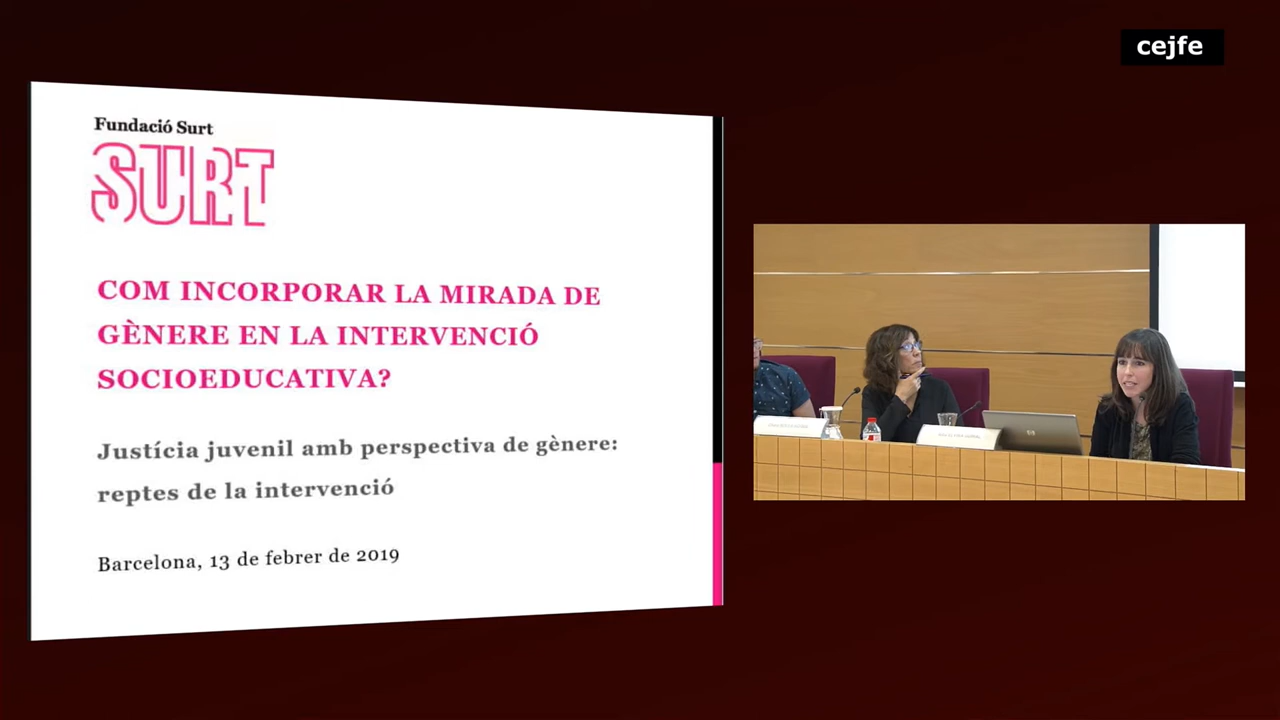 cejfe
Fundació Surt
SURT
COM INCORPORAR LA MIRADA DE
GÈNERE EN LA INTERVENCIÓ
SOCIOEDUCATIVA?
Justícia juvenil amb perspectiva de gènere:
reptes de la intervenció
Barcelona, 13 de febrer de 2019